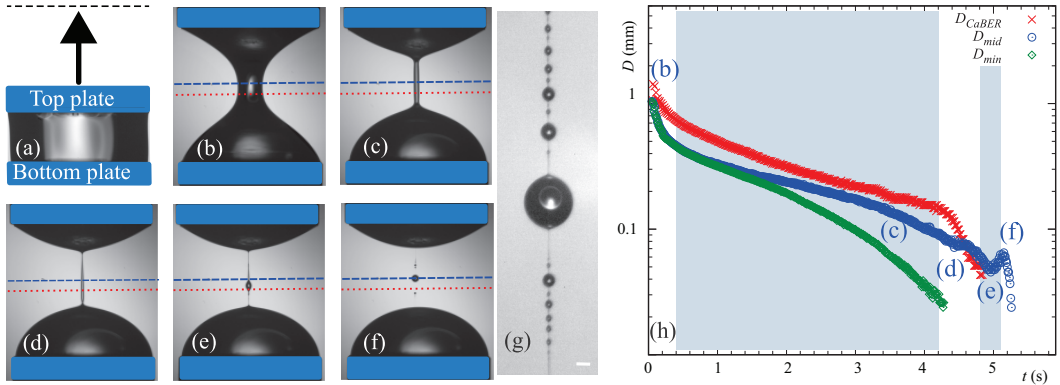 Top plate
(a)
Bottom plate
(b)
(c)
(d)
(e)
(f)
(g)
D (mm)
1
0.1
D_CaBER
D_mid
D_min
(b)
(c)
(d)
(e)
(f)
(h)
0 1 2 3 4 5 t (s)